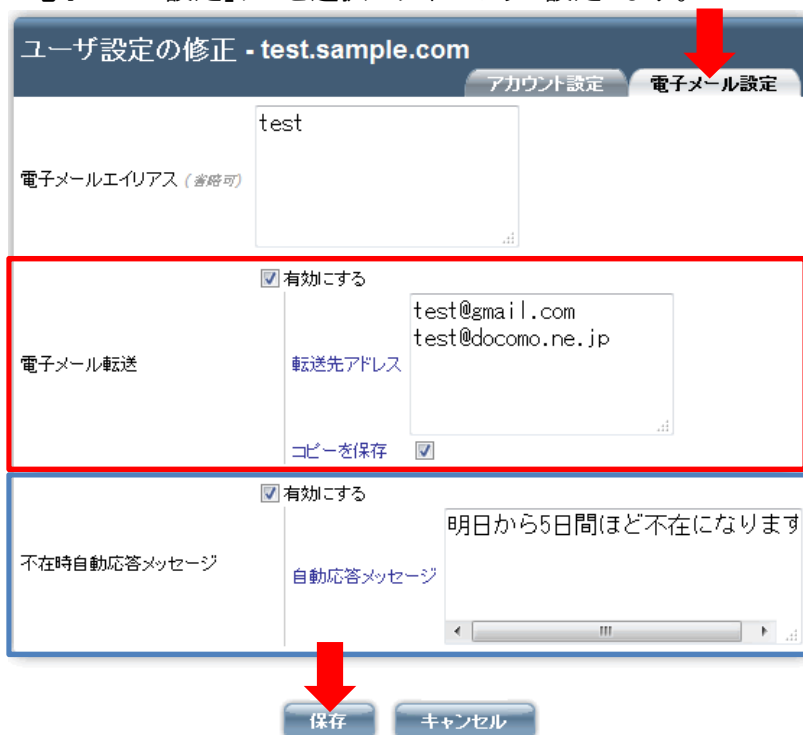 ユーザ設定の修正 - test.sample.com
アカウント設定 電子メール設定
test
電子メールエイリアス (省略可)
有効にする
test@gmail.com
test@docomo.ne.jp
電子メール転送 転送先アドレス
コピーを保存
有効にする
明日から5日間ほど不在になります
不在時自動応答メッセージ 自動応答メッセージ
保存 キャンセル